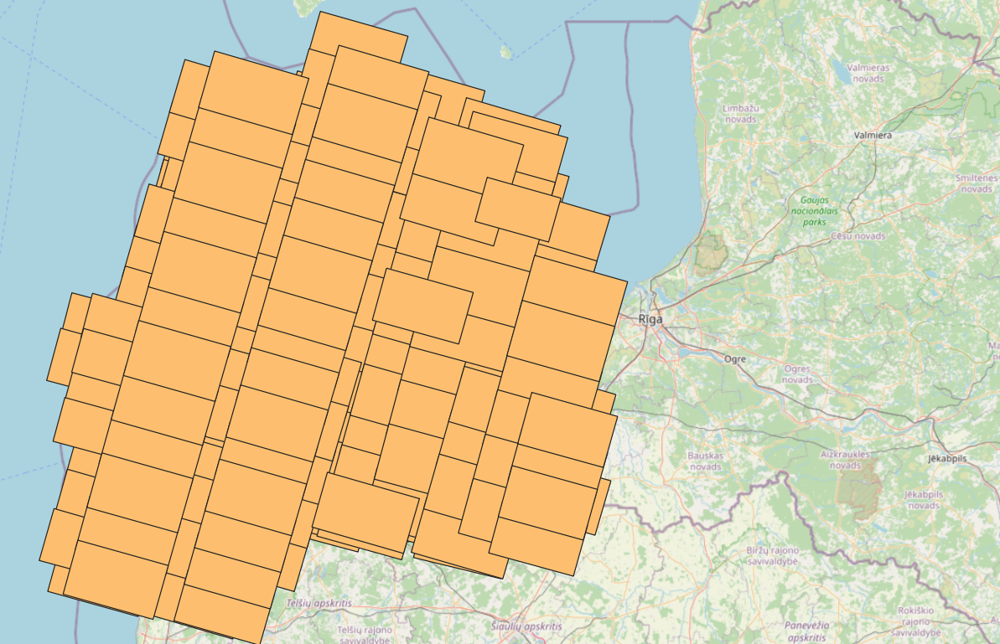 Valmieras
novads
Limbažu
novads
Valmiera
Smiltenes
novads
Gaujas
nacionālais
parks
Cēsu novads
Rīga
Ogre
Ogres
novads
Bauskas
novads
Aizkraukles
novads
Jēkabpils
Jēkabpils
novads
Biržų rajono
savivaldybė
Telšių apskritis
Telšių rajono
savivaldybė
Šiaulių apskritis
Panevėžio
apskritis
Rokiškio
rajono
savivaldybė